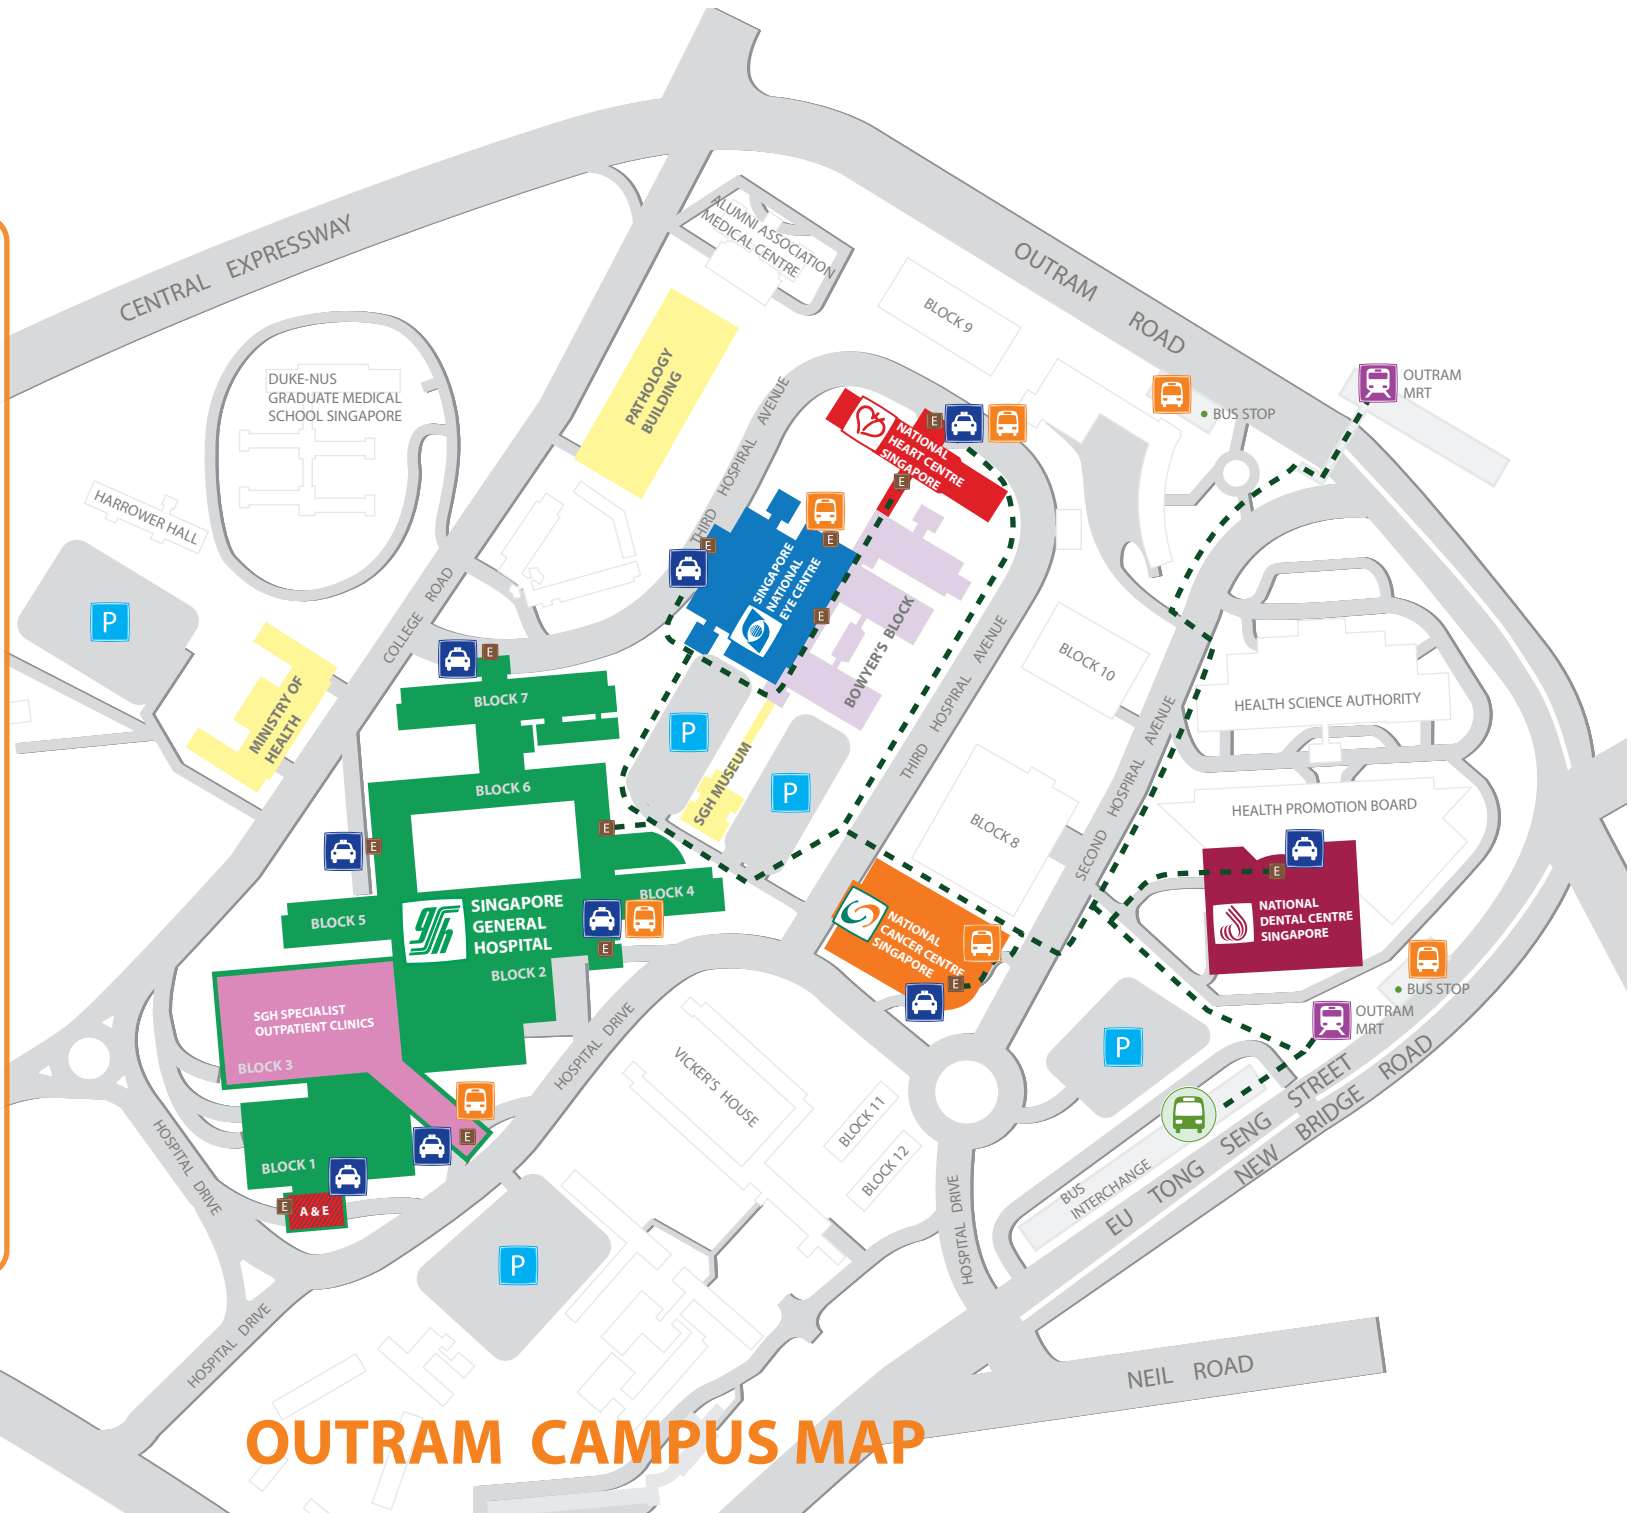 CENTRAL EXPRESSWAY
ALUMNI ASSOCIATION
MEDICAL CENTRE
OUTRAM ROAD
BLOCK 9
DUKE-NUS
GRADUATE MEDICAL
SCHOOL SINGAPORE
PATHOLOGY
BUILDING
THIRD HOSPIRAL AVENUE
OUTRAM
MRT
BUS STOP
NATIONAL
HEART CENTRE
SINGAPORE
E
E
HARROWER HALL
P
COLLEGE ROAD
E
E
SINGAPORE
NATIONAL
EYE CENTRE
E
BOWYER'S BLOCK
THIRD HOSPIRAL AVENUE
BLOCK 10
SECOND HOSPIRAL AVENUE
HEALTH SCIENCE AUTHORITY
MINISTRY OF
HEALTH
E
BLOCK 7
P
SGH MUSEUM
P
BLOCK 6
E
E
BLOCK 8
HEALTH PROMOTION BOARD
E
NATIONAL
DENTAL CENTRE
SINGAPORE
BLOCK 5
BLOCK 4
SINGAPORE
GENERAL
HOSPITAL
E
BLOCK 2
NATIONAL
CANCER CENTRE
SINGAPORE
E
BUS STOP
OUTRAM
MRT
SGH SPECIALIST
OUTPATIENT CLINICS
BLOCK 3
HOSPITAL DRIVE
VICKER'S HOUSE
P
BLOCK 11
BLOCK 12
E
BLOCK 1
E
A & E
HOSPITAL DRIVE
BUS
INTERCHANGE
EU TONG SENG STREET
NEW BRIDGE ROAD
P
HOSPITAL DRIVE
HOSPITAL DRIVE
NEIL ROAD
OUTRAM CAMPUS MAP